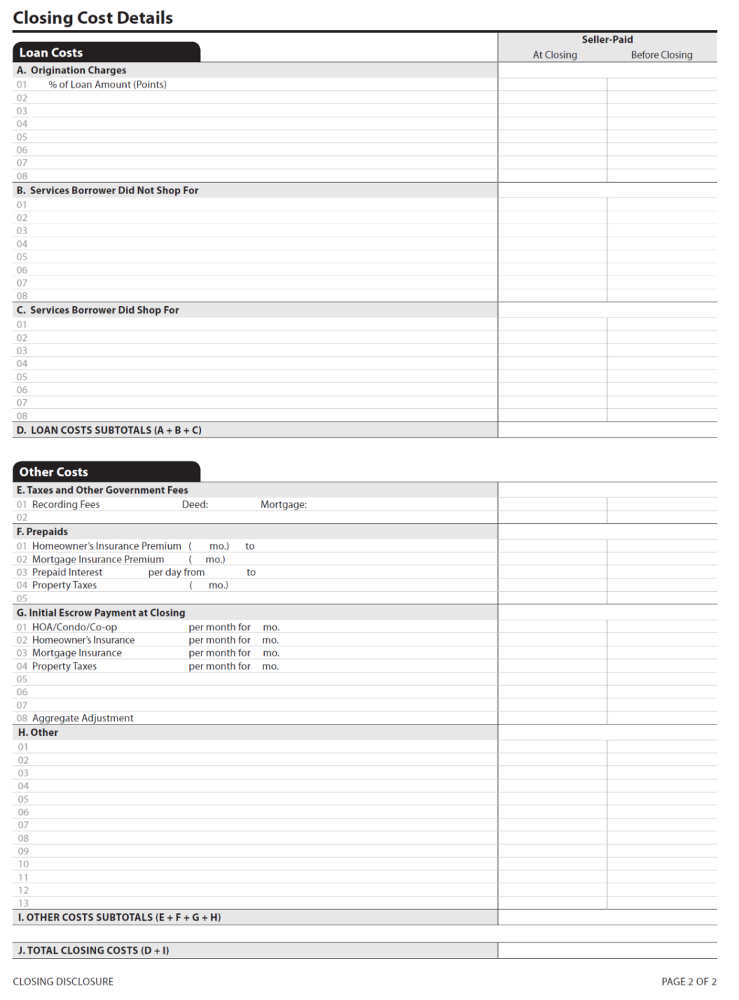 Closing Cost Details
Seller-Paid
Loan Costs
At Closing Before Closing
A. Origination Charges
01 % of Loan Amount (Points)
02
03
04
05
06
07
08
B. Services Borrower Did Not Shop For
01
02
03
04
05
06
07
08
C. Services Borrower Did Shop For
01
02
03
04
05
06
07
08
D. LOAN COSTS SUBTOTALS (A + B + C)
Other Costs
E. Taxes and Other Government Fees
01 Recording Fees Deed: Mortgage:
02
F. Prepaids
01 Homeowner's Insurance Premium ( mo.) to
02 Mortgage Insurance Premium ( mo.)
03 Prepaid Interest per day from to
04 Property Taxes ( mo.)
05
G. Initial Escrow Payment at Closing
01 HOA/Condo/Co-op per month for mo.
02 Homeowner's Insurance per month for mo.
03 Mortgage Insurance per month for mo.
04 Property Taxes per month for mo.
05
06
07
08 Aggregate Adjustment
H. Other
01
02
03
04
05
06
07
08
09
10
11
12
13
I. OTHER COSTS SUBTOTALS (E + F + G + H)
J. TOTAL CLOSING COSTS (D + I)
CLOSING DISCLOSURE PAGE 2 OF 2